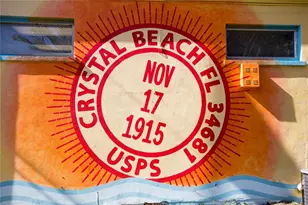 CRYSTAL BEACH FL 34681
NOV
17
1915
USPS